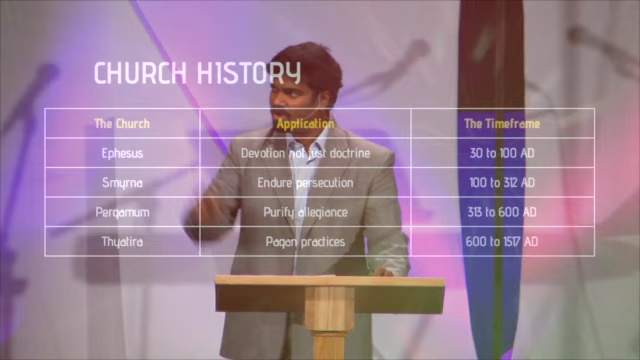 CHURCH HISTORY
The Church Application The Timeframe
Ephesus Devotion not just doctrine 30 to 100 AD
Smyrna Endure persecution 100 to 312 AD
Pergamum Purify allegiance 313 to 600 AD
Thyatira Pagan practices 600 to 1517 AD